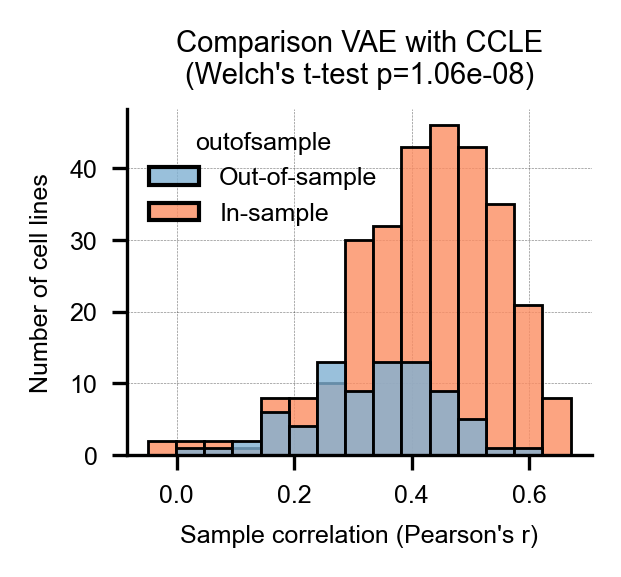 Comparison VAE with CCLE
(Welch's t-test p=1.06e-08)
outofsample
Out-of-sample
In-sample
Number of cell lines
40
30
20
10
0
0.0 0.2 0.4 0.6
Sample correlation (Pearson's r)